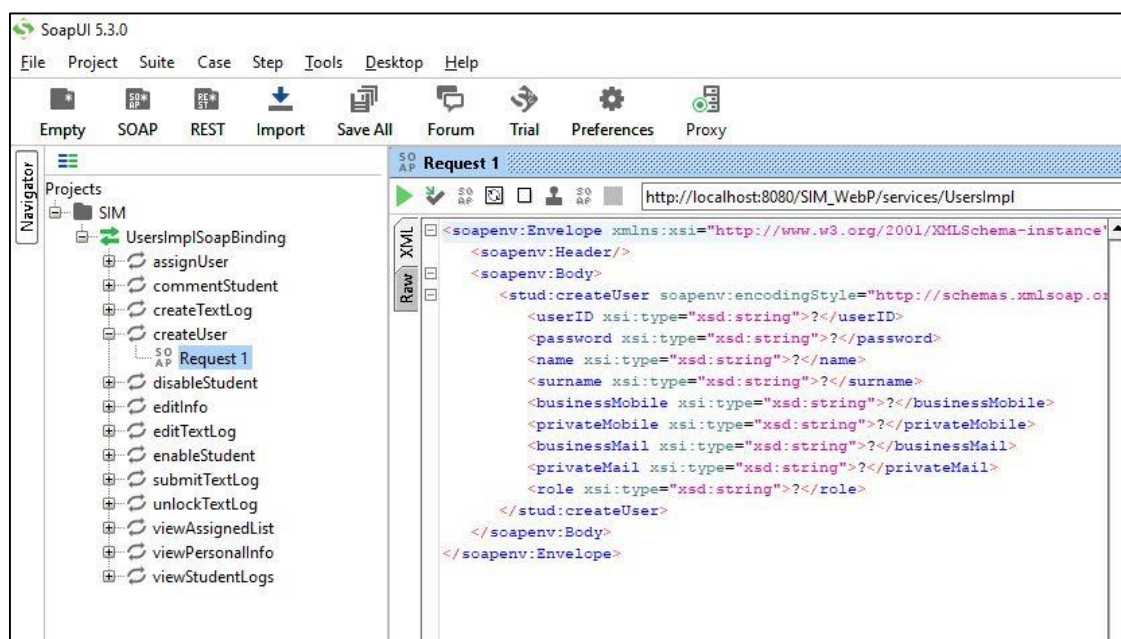 SoapUI 5.3.0
File Project Suite Case Step Tools Desktop Help
Empty SOAP REST Import Save All Forum Trial Preferences Proxy
Navigator
Projects
SIM
UsersImplSoapBinding
assignUser
commentStudent
createTextLog
createUser
SOAP Request 1
disableStudent
editInfo
editTextLog
enableStudent
submitTextLog
unlockTextLog
viewAssignedList
viewPersonalInfo
viewStudentLogs
SOAP Request 1
http://localhost:8080/SIM_WebP/services/UsersImpl
XML
Raw
<soapenv:Envelope xmlns:xsi="http://www.w3.org/2001/XMLSchema-instance"
<soapenv:Header/>
<soapenv:Body>
<stud:createUser soapenv:encodingStyle="http://schemas.xmlsoap.or
<userID xsi:type="xsd:string">?</userID>
<password xsi:type="xsd:string">?</password>
<name xsi:type="xsd:string">?</name>
<surname xsi:type="xsd:string">?</surname>
<businessMobile xsi:type="xsd:string">?</businessMobile>
<privateMobile xsi:type="xsd:string">?</privateMobile>
<businessMail xsi:type="xsd:string">?</businessMail>
<privateMail xsi:type="xsd:string">?</privateMail>
<role xsi:type="xsd:string">?</role>
</stud:createUser>
</soapenv:Body>
</soapenv:Envelope>